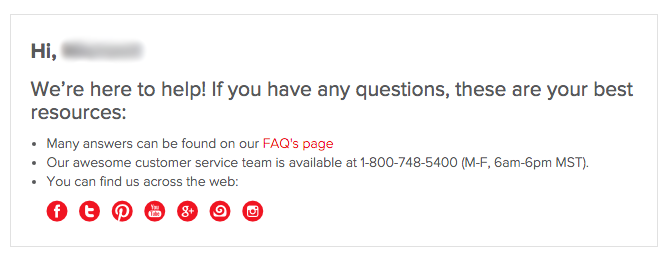 Hi,
We're here to help! If you have any questions, these are your best
resources:
• Many answers can be found on our FAQ's page
• Our awesome customer service team is available at 1-800-748-5400 (M-F, 6am-6pm MST).
• You can find us across the web:
f t P You Tube g+